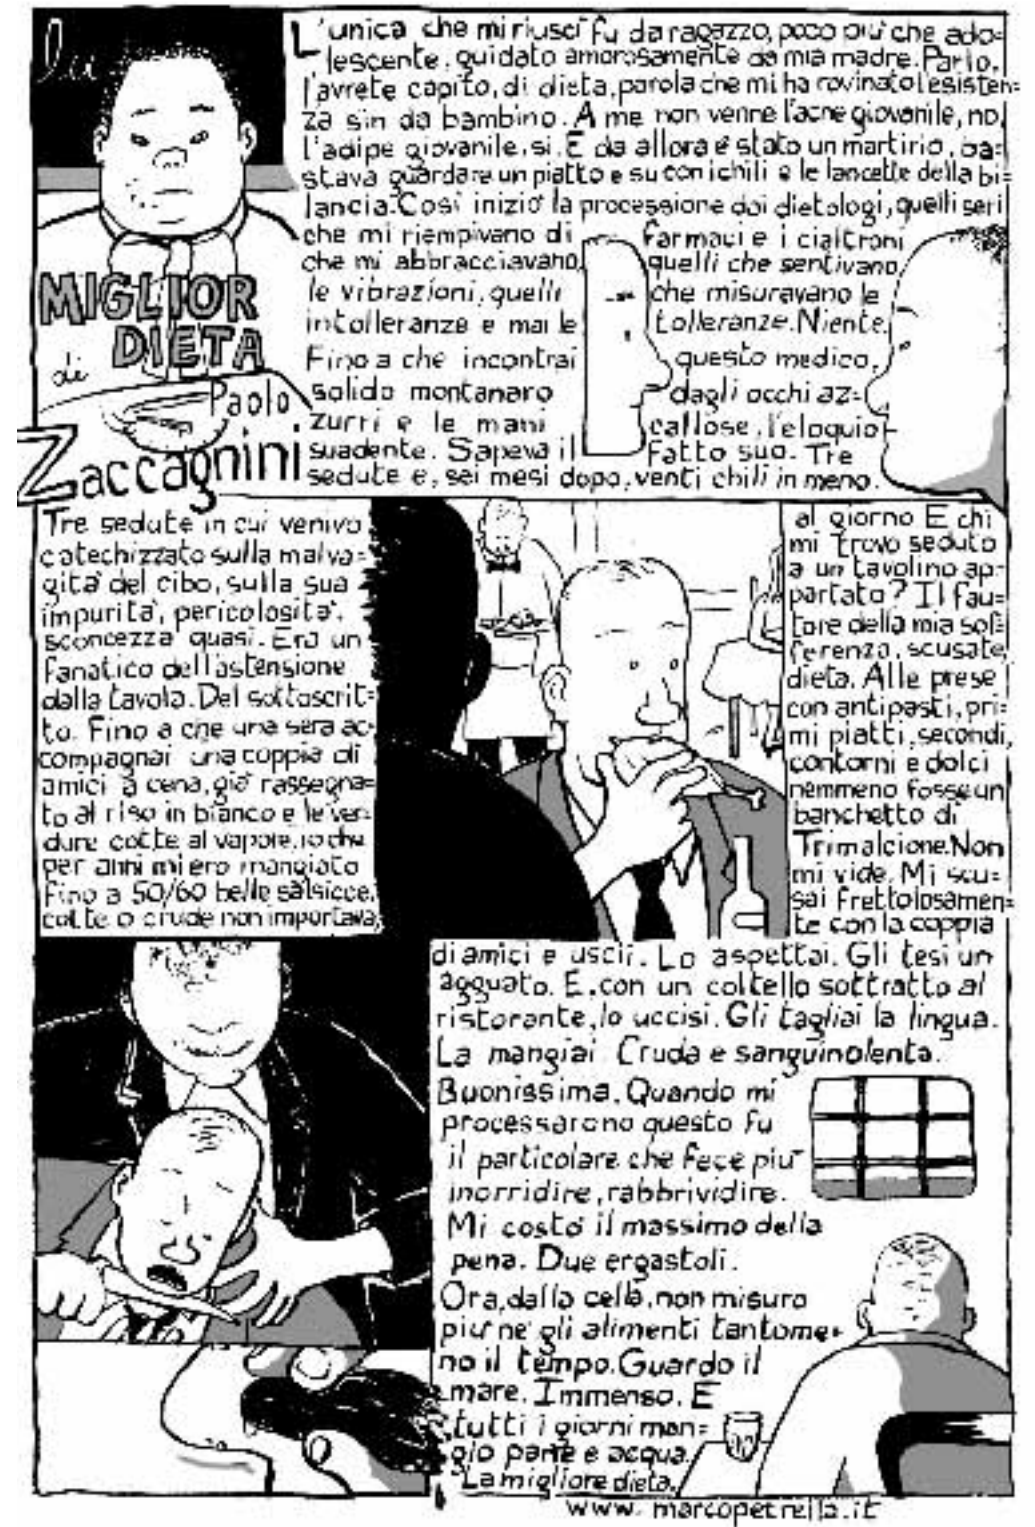 la
MIGLIOR
DIETA
di
Paolo
Zaccagnini
L'unica che mi riuscì fu da ragazzo, poco più che ado=
lescente, guidato amorosamente da mia madre. Parlo,
l'avrete capito, di dieta, parola che mi ha rovinato l'esisten=
za sin da bambino. A me non venne l'acne giovanile, no,
l'adipe giovanile, sì. E da allora è stato un martirio, ba=
stava guardare un piatto e su con i chili e le lancette della bi=
lancia. Così iniziò la processione dai dietologi, quelli seri
che mi riempivano di farmaci e i cialtroni
che mi abbracciavano, quelli che sentivano
le vibrazioni, quelli che misuravano le
intolleranze e mai le tolleranze. Niente.
Fino a che incontrai questo medico,
solido montanaro dagli occhi az=
zurri e le mani callose, l'eloquio
suadente. Sapeva il fatto suo. Tre
sedute e, sei mesi dopo, venti chili in meno.
Tre sedute in cui venivo
catechizzato sulla malva=
gità del cibo, sulla sua
impurità, pericolosità,
sconcezza quasi. Era un
fanatico dell'astensione
dalla tavola. Del sottoscrit=
to. Fino a che una sera ac=
compagnai una coppia di
amici a cena, già rassegna=
to al riso in bianco e le ver=
dure cotte al vapore, io che
per anni mi ero mangiato
fino a 50/60 belle salsicce,
cotte o crude non importava,
al giorno E chi
mi trovo seduto
a un tavolino ap=
partato? Il fau=
tore della mia sof=
ferenza, scusate,
dieta. Alle prese
con antipasti, pri=
mi piatti, secondi,
contorni e dolci
nemmeno fosse un
banchetto di
Trimalcione. Non
mi vide. Mi scu=
sai frettolosamen=
te con la coppia
di amici e uscii. Lo aspettai. Gli tesi un
agguato. E, con un coltello sottratto al
ristorante, lo uccisi. Gli tagliai la lingua.
La mangiai. Cruda e sanguinolenta.
Buonissima. Quando mi
processarono questo fu
il particolare che fece più
inorridire, rabbrividire.
Mi costò il massimo della
pena. Due ergastoli.
Ora, dalla cella, non misuro
più né gli alimenti tantome=
no il tempo. Guardo il
mare. Immenso. E
tutti i giorni man=
gio pane e acqua.
La migliore dieta.
www.marcopetrella.it